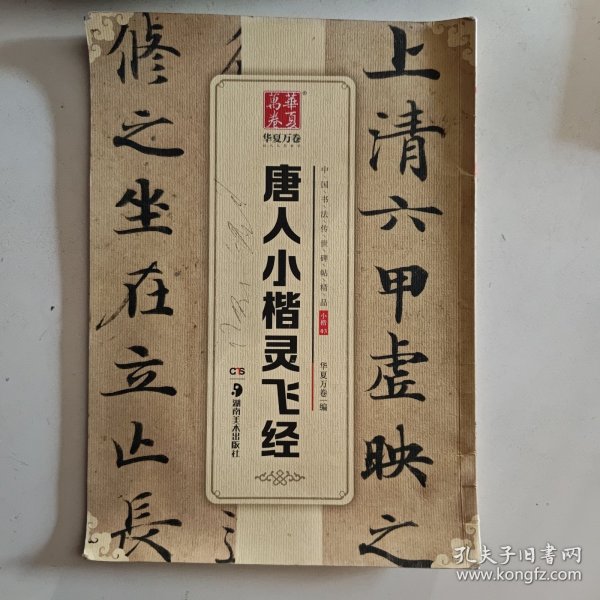 上清六甲虚映之
修之坐在立止長
華夏
萬卷
®
华夏万卷
唐人小楷灵飞经
中国书法传世碑帖精品
小楷03
华夏万卷 编
CTS
湖南美术出版社
孔夫子旧书网
www.kongfz.com